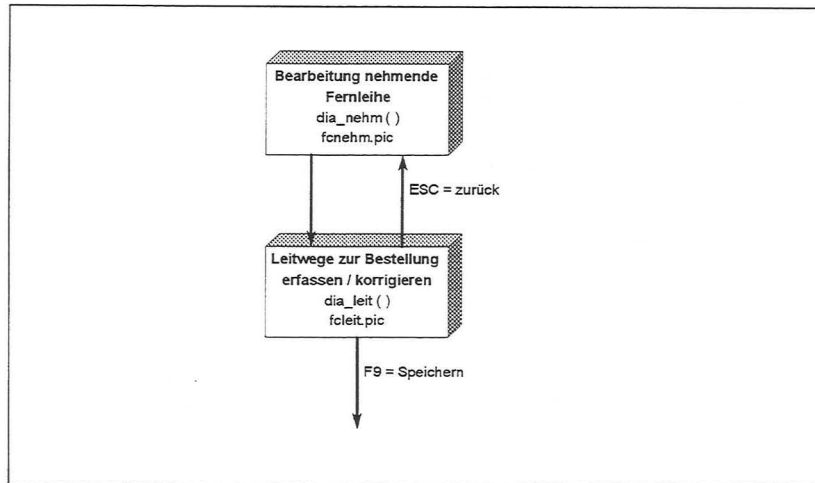 Bearbeitung nehmende
Fernleihe
dia_nehm ( )
fcnehm.pic
ESC = zurück
Leitwege zur Bestellung
erfassen / korrigieren
dia_leit ( )
fcleit.pic
F9 = Speichern